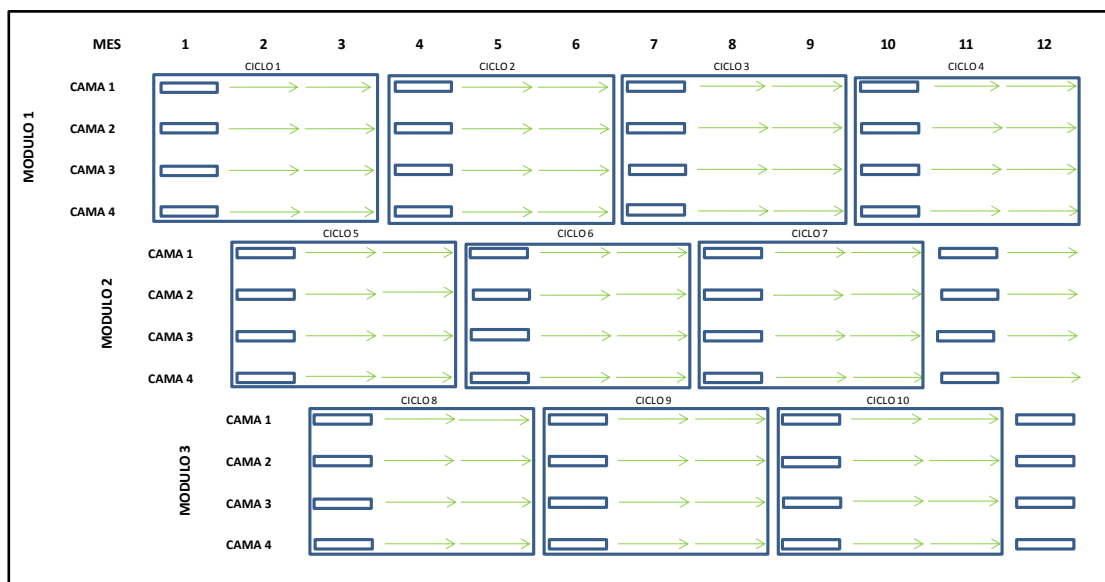 MES 1 2 3 4 5 6 7 8 9 10 11 12
CICLO 1 CICLO 2 CICLO 3 CICLO 4
MODULO 1
CAMA 1
CAMA 2
CAMA 3
CAMA 4
CICLO 5 CICLO 6 CICLO 7
MODULO 2
CAMA 1
CAMA 2
CAMA 3
CAMA 4
CICLO 8 CICLO 9 CICLO 10
MODULO 3
CAMA 1
CAMA 2
CAMA 3
CAMA 4